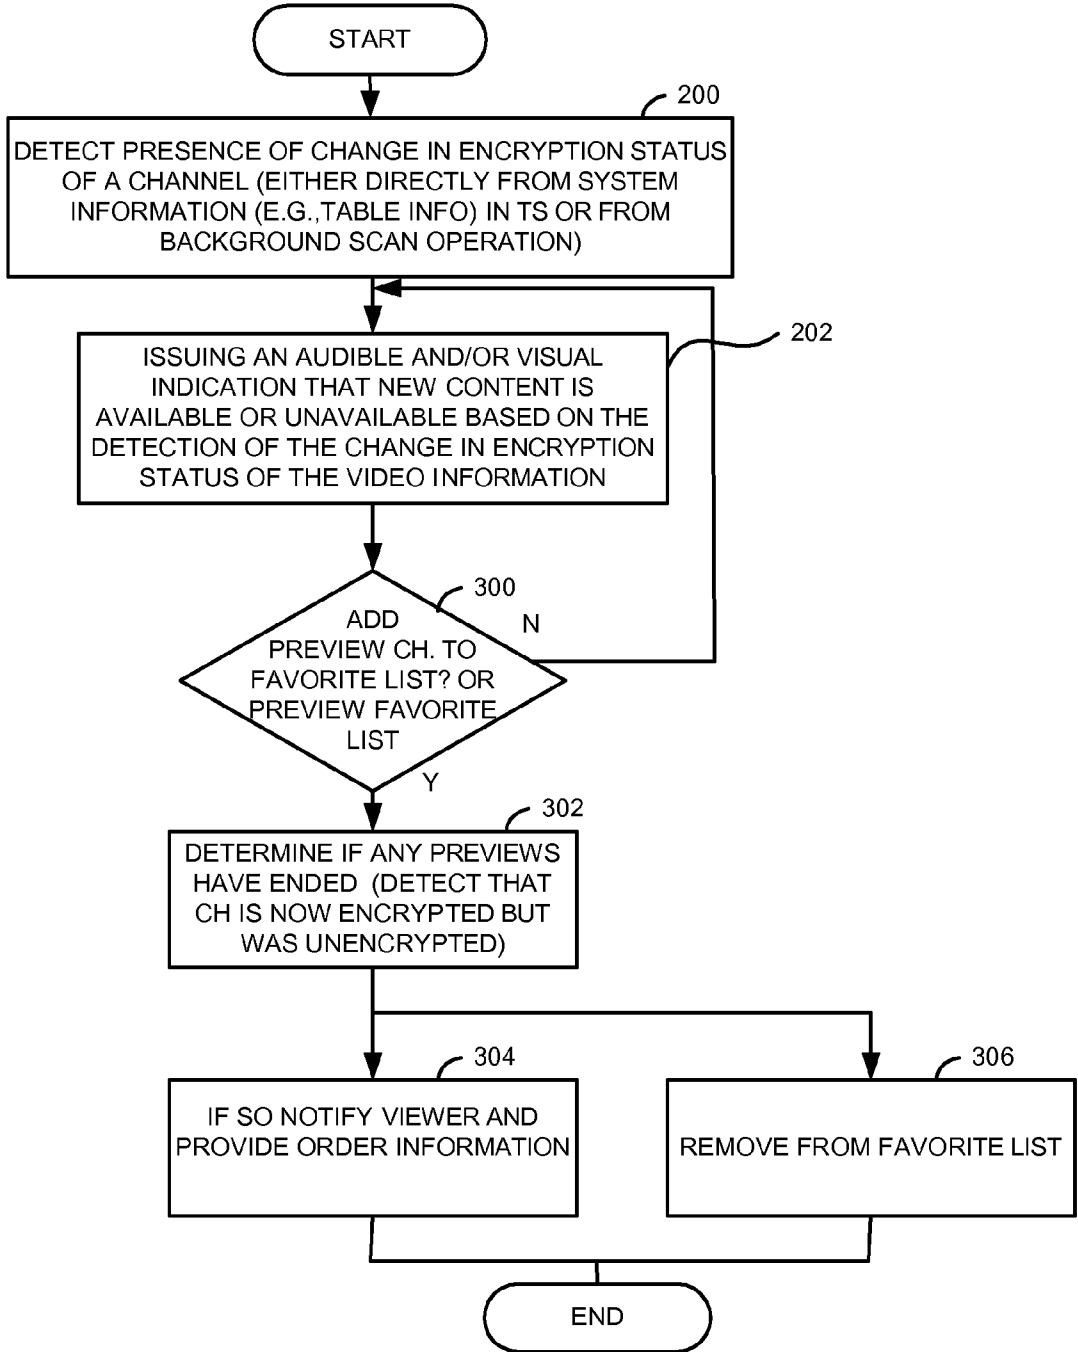 START
200
DETECT PRESENCE OF CHANGE IN ENCRYPTION STATUS
OF A CHANNEL (EITHER DIRECTLY FROM SYSTEM
INFORMATION (E.G.,TABLE INFO) IN TS OR FROM
BACKGROUND SCAN OPERATION)
202
ISSUING AN AUDIBLE AND/OR VISUAL
INDICATION THAT NEW CONTENT IS
AVAILABLE OR UNAVAILABLE BASED ON THE
DETECTION OF THE CHANGE IN ENCRYPTION
STATUS OF THE VIDEO INFORMATION
300
N
ADD
PREVIEW CH. TO
FAVORITE LIST? OR
PREVIEW FAVORITE
LIST
Y
302
DETERMINE IF ANY PREVIEWS
HAVE ENDED (DETECT THAT
CH IS NOW ENCRYPTED BUT
WAS UNENCRYPTED)
304
IF SO NOTIFY VIEWER AND
PROVIDE ORDER INFORMATION
306
REMOVE FROM FAVORITE LIST
END